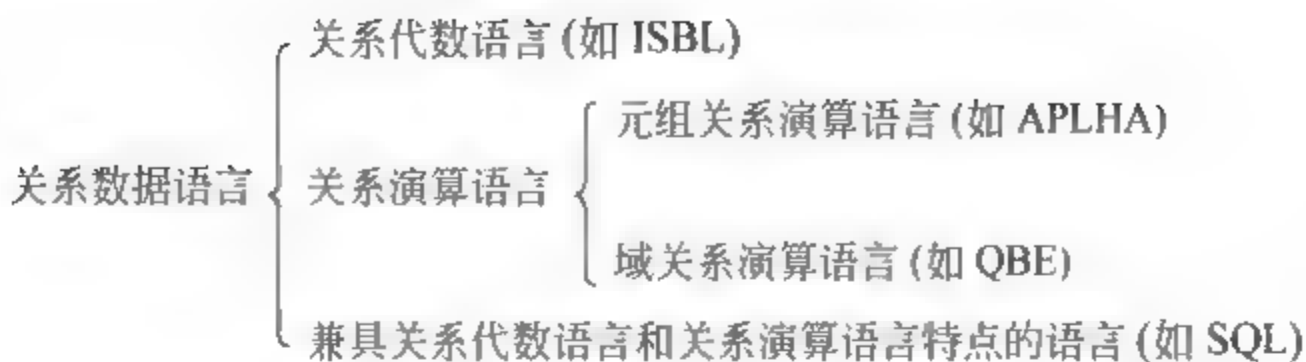 关系代数语言(如 ISBL)
元组关系演算语言(如 APLHA)
关系数据语言 关系演算语言
域关系演算语言(如 QBE)
兼具关系代数语言和关系演算语言特点的语言(如 SQL)